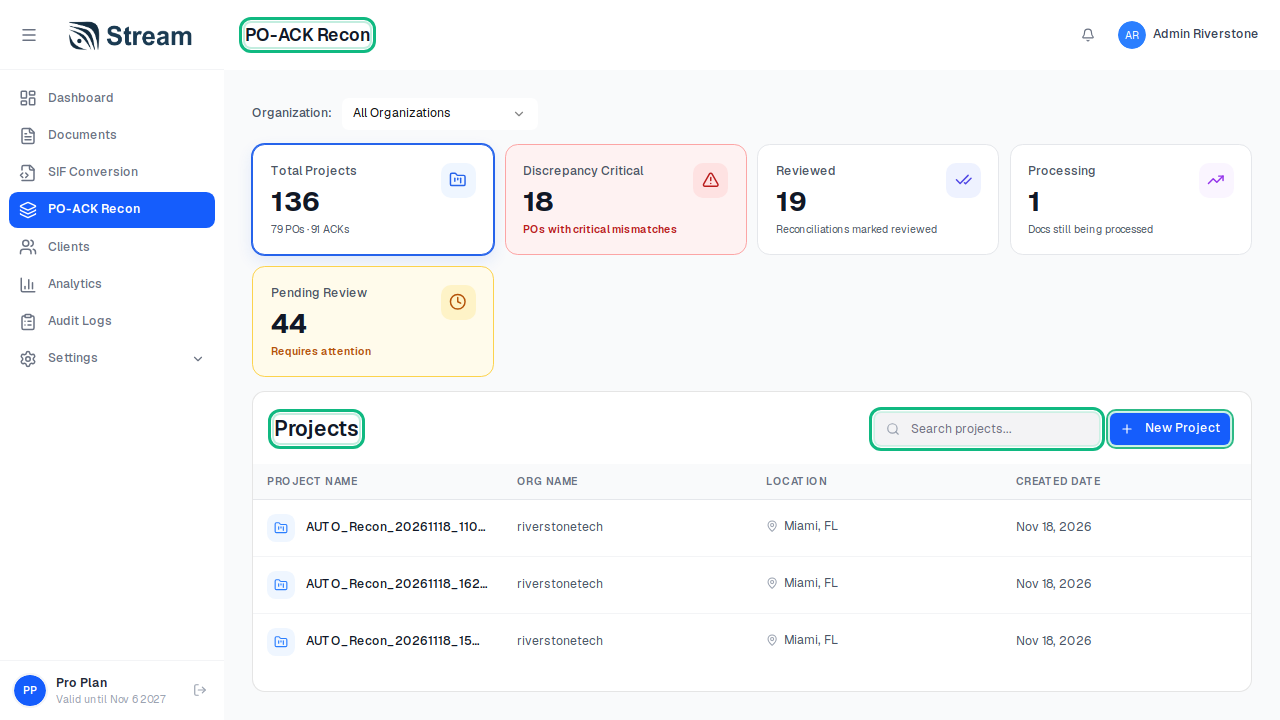 Stream
PO-ACK Recon
AR
Admin Riverstone
Dashboard
Documents
SIF Conversion
PO-ACK Recon
Clients
Analytics
Audit Logs
Settings
PP
Pro Plan
Valid until Nov 6 2027
Organization:
All Organizations
Total Projects
136
79 POs · 91 ACKs
Discrepancy Critical
18
POs with critical mismatches
Reviewed
19
Reconciliations marked reviewed
Processing
1
Docs still being processed
Pending Review
44
Requires attention
Projects
Search projects...
New Project
PROJECT NAME ORG NAME LOCATION CREATED DATE
AUTO_Recon_20261118_110... riverstonetech Miami, FL Nov 18, 2026
AUTO_Recon_20261118_162... riverstonetech Miami, FL Nov 18, 2026
AUTO_Recon_20261118_15... riverstonetech Miami, FL Nov 18, 2026